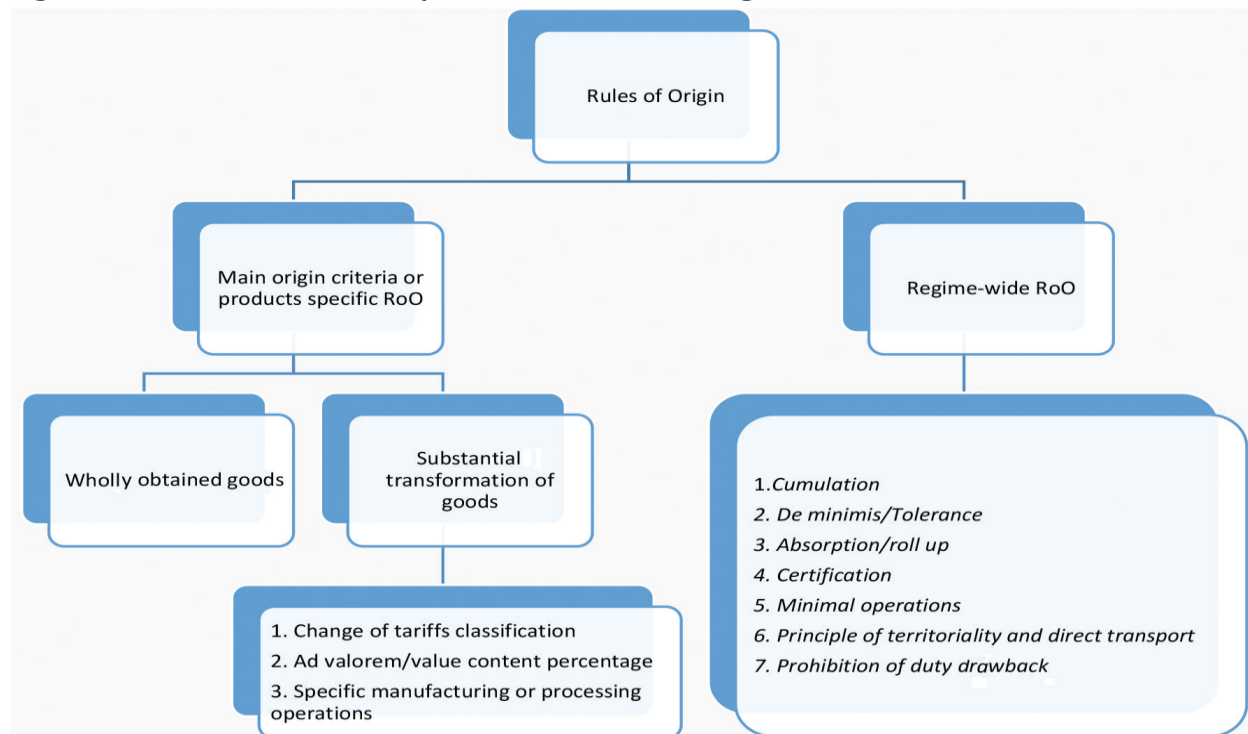 Rules of Origin
Main origin criteria or
products specific RoO
Regime-wide RoO
Wholly obtained goods
Substantial
transformation of
goods
1. Change of tariffs classification
2. Ad valorem/value content percentage
3. Specific manufacturing or processing
operations
1.Cumulation
2. De minimis/Tolerance
3. Absorption/roll up
4. Certification
5. Minimal operations
6. Principle of territoriality and direct transport
7. Prohibition of duty drawback